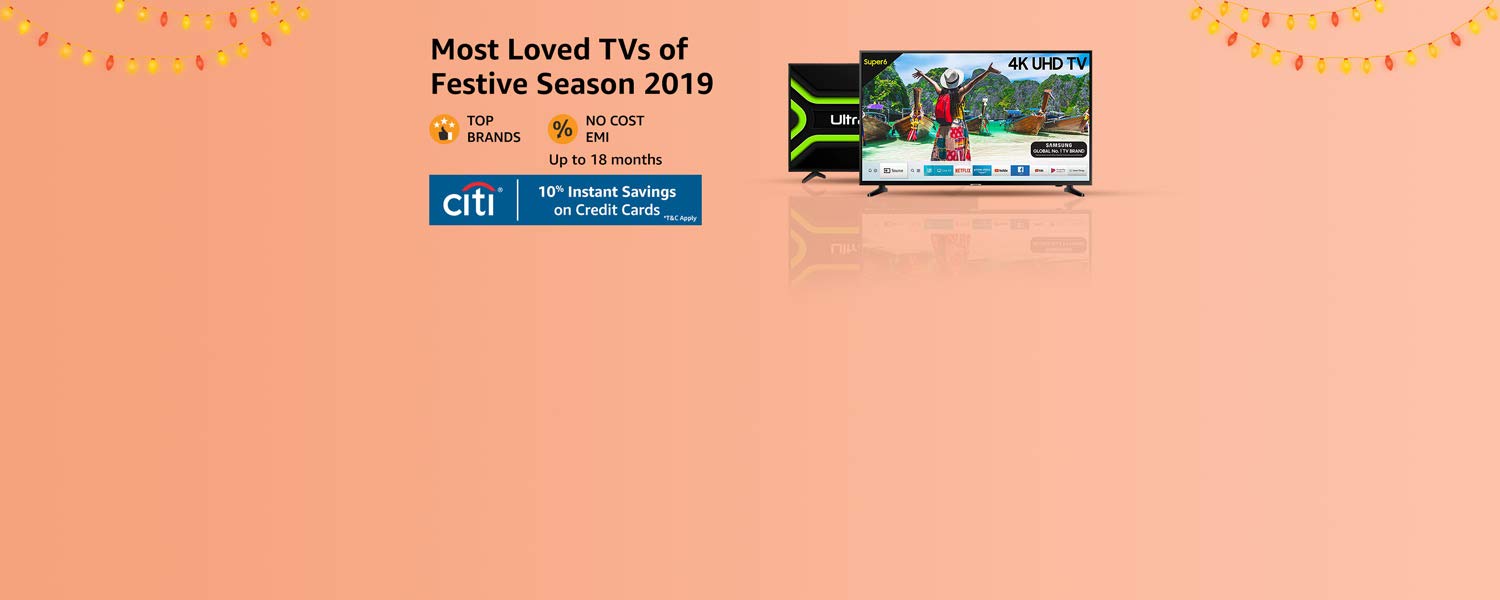 Most Loved TVs of
Festive Season 2019
TOP
BRANDS
% NO COST
EMI
Up to 18 months
citi®
10% Instant Savings
on Credit Cards
*T&C Apply
Super6
4K UHD TV
Ultr
SAMSUNG
GLOBAL No. 1 TV BRAND
NETFLIX